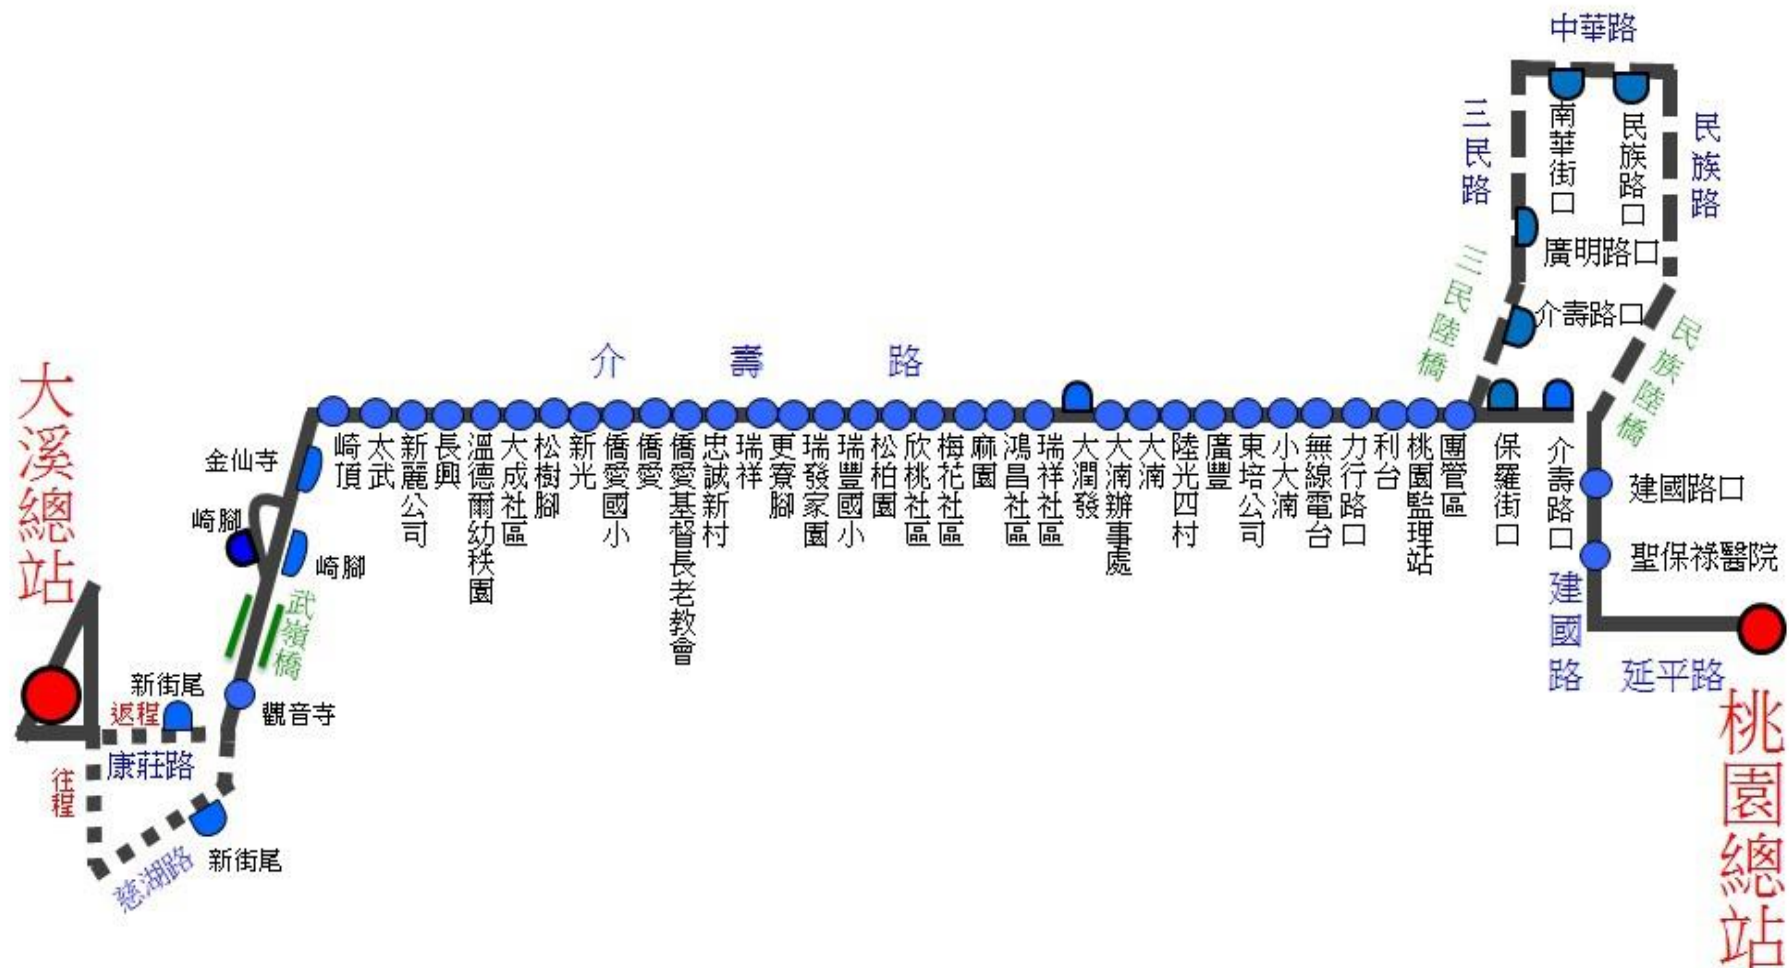 中華路
三民路
南華街口
民族路口
民族路
廣明路口
三民陸橋
介壽路口
民族陸橋
介壽路
大溪總站
金仙寺
崎腳
崎腳
武嶺橋
崎頂
太武
新麗公司
長興
溫德爾幼秩園
大成社區
松樹腳
新光
僑愛國小
僑愛
僑愛基督長老教會
忠誠新村
瑞祥
更寮腳
瑞發家園
瑞豐國小
松柏園
欣桃社區
梅花社區
麻園
鴻昌社區
瑞祥社區
大潤發
大湳辦事處
大湳
陸光四村
廣豐
東培公司
小大湳
無線電台
力行路口
利台
桃園監理站
團管區
保羅街口
介壽路口
建國路口
聖保祿醫院
建國路
延平路
桃園總站
新街尾
返程
康莊路
往程
觀音寺
慈湖路
新街尾